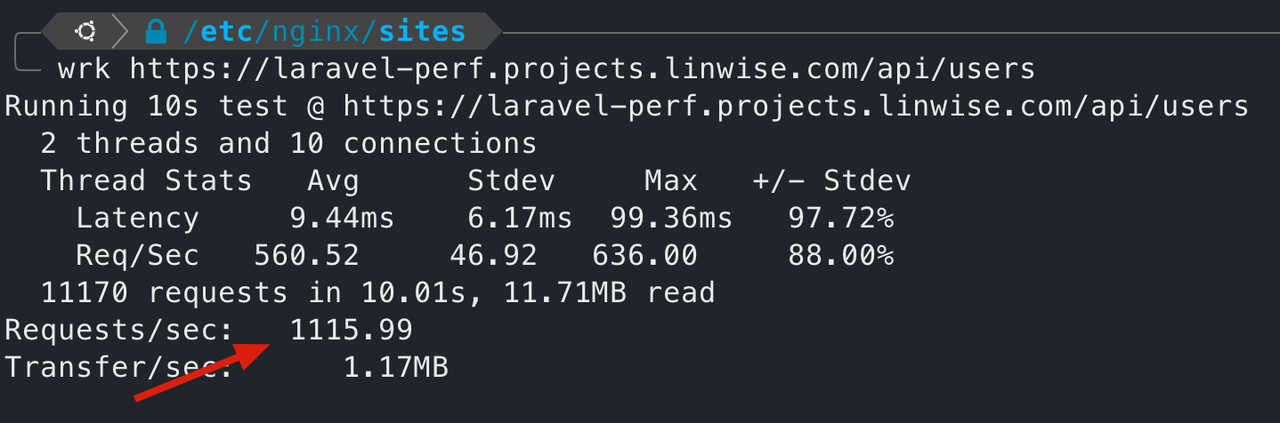 /etc/nginx/sites
wrk https://laravel-perf.projects.linwise.com/api/users
Running 10s test @ https://laravel-perf.projects.linwise.com/api/users
2 threads and 10 connections
Thread Stats Avg Stdev Max +/- Stdev
Latency 9.44ms 6.17ms 99.36ms 97.72%
Req/Sec 560.52 46.92 636.00 88.00%
11170 requests in 10.01s, 11.71MB read
Requests/sec: 1115.99
Transfer/sec: 1.17MB